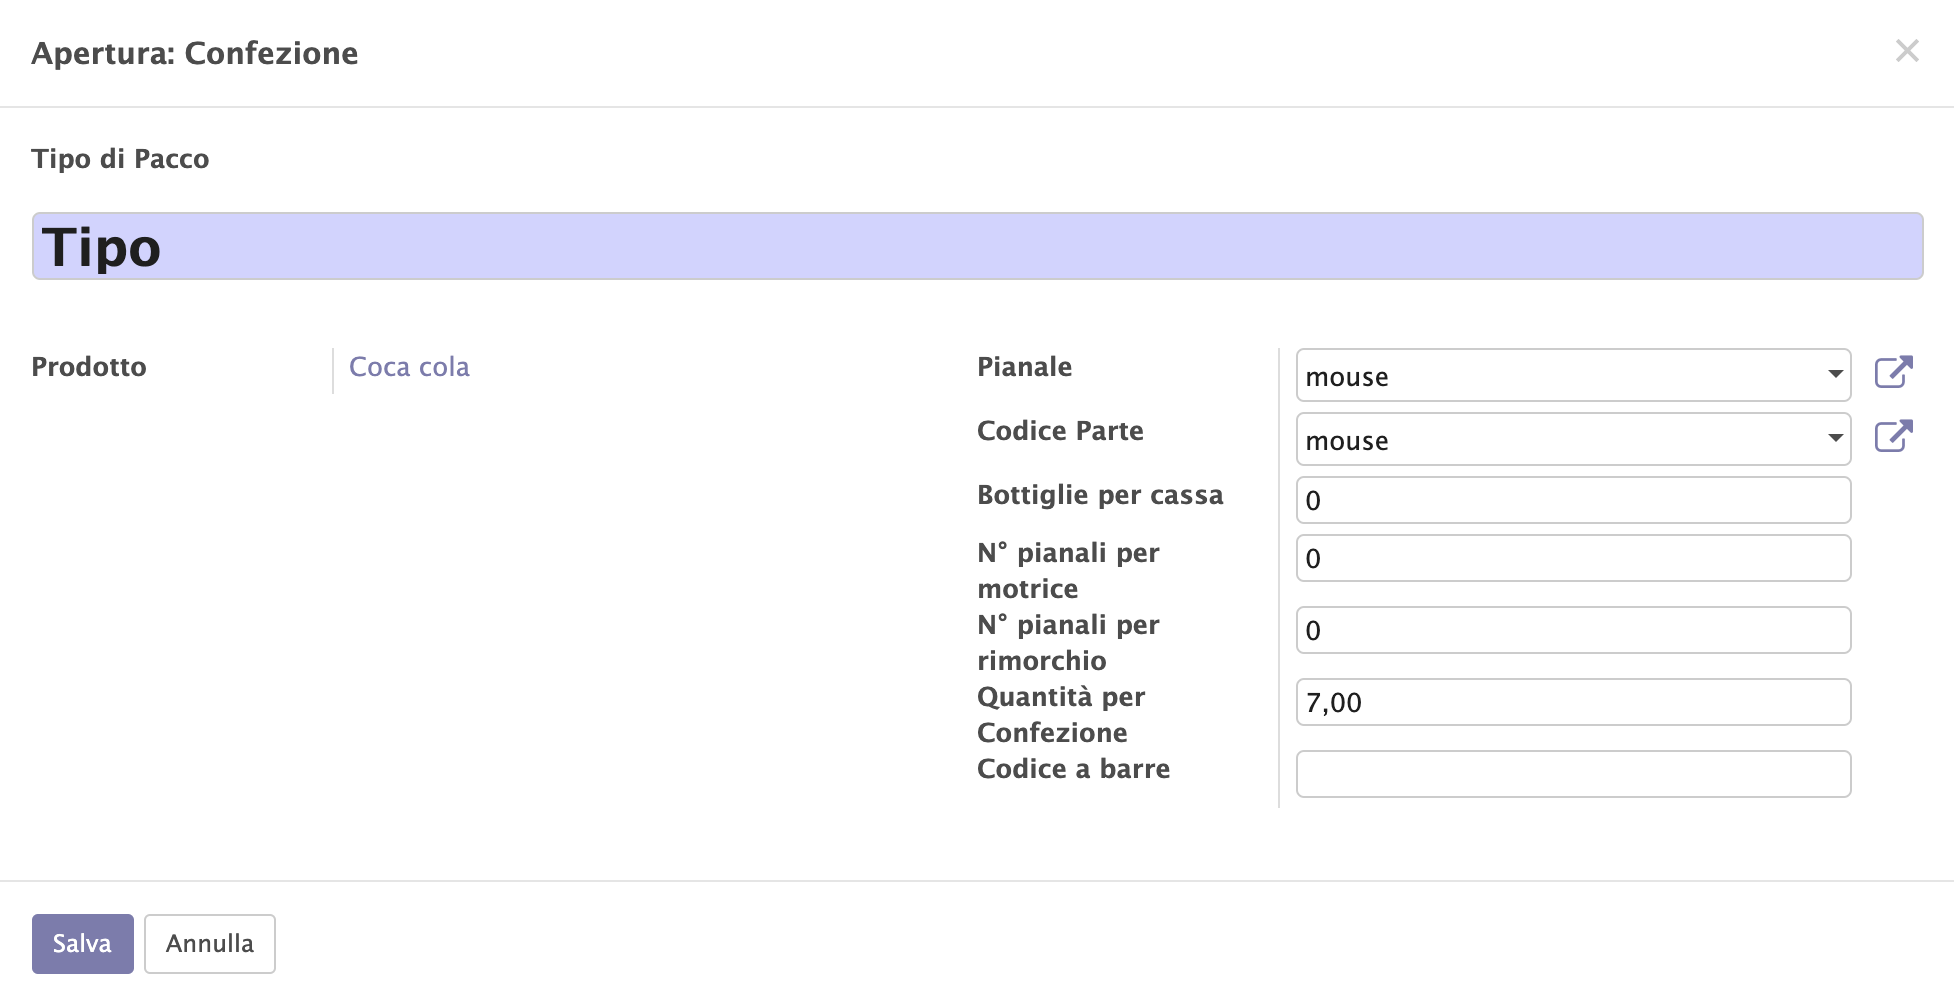 Apertura: Confezione
Tipo di Pacco
Tipo
Prodotto
Coca cola
Pianale
mouse
Codice Parte
mouse
Bottiglie per cassa
0
N° pianali per
motrice
0
N° pianali per
rimorchio
0
Quantità per
Confezione
7,00
Codice a barre
Salva
Annulla